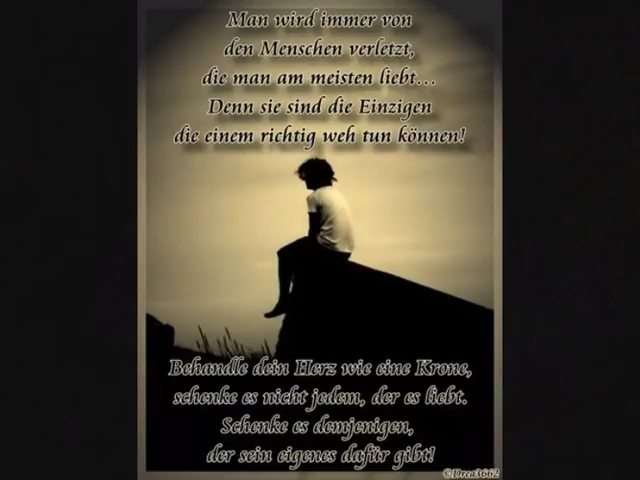 Man wird immer von
den Menschen verletzt,
die man am meisten liebt...
Denn sie sind die Einzigen
die einem richtig weh tun können!
Behandle dein Herz wie eine Krone,
schenke es nicht jedem, der es liebt.
Schenke es demjenigen,
der sein eigenes dafür gibt!
©Drea3662